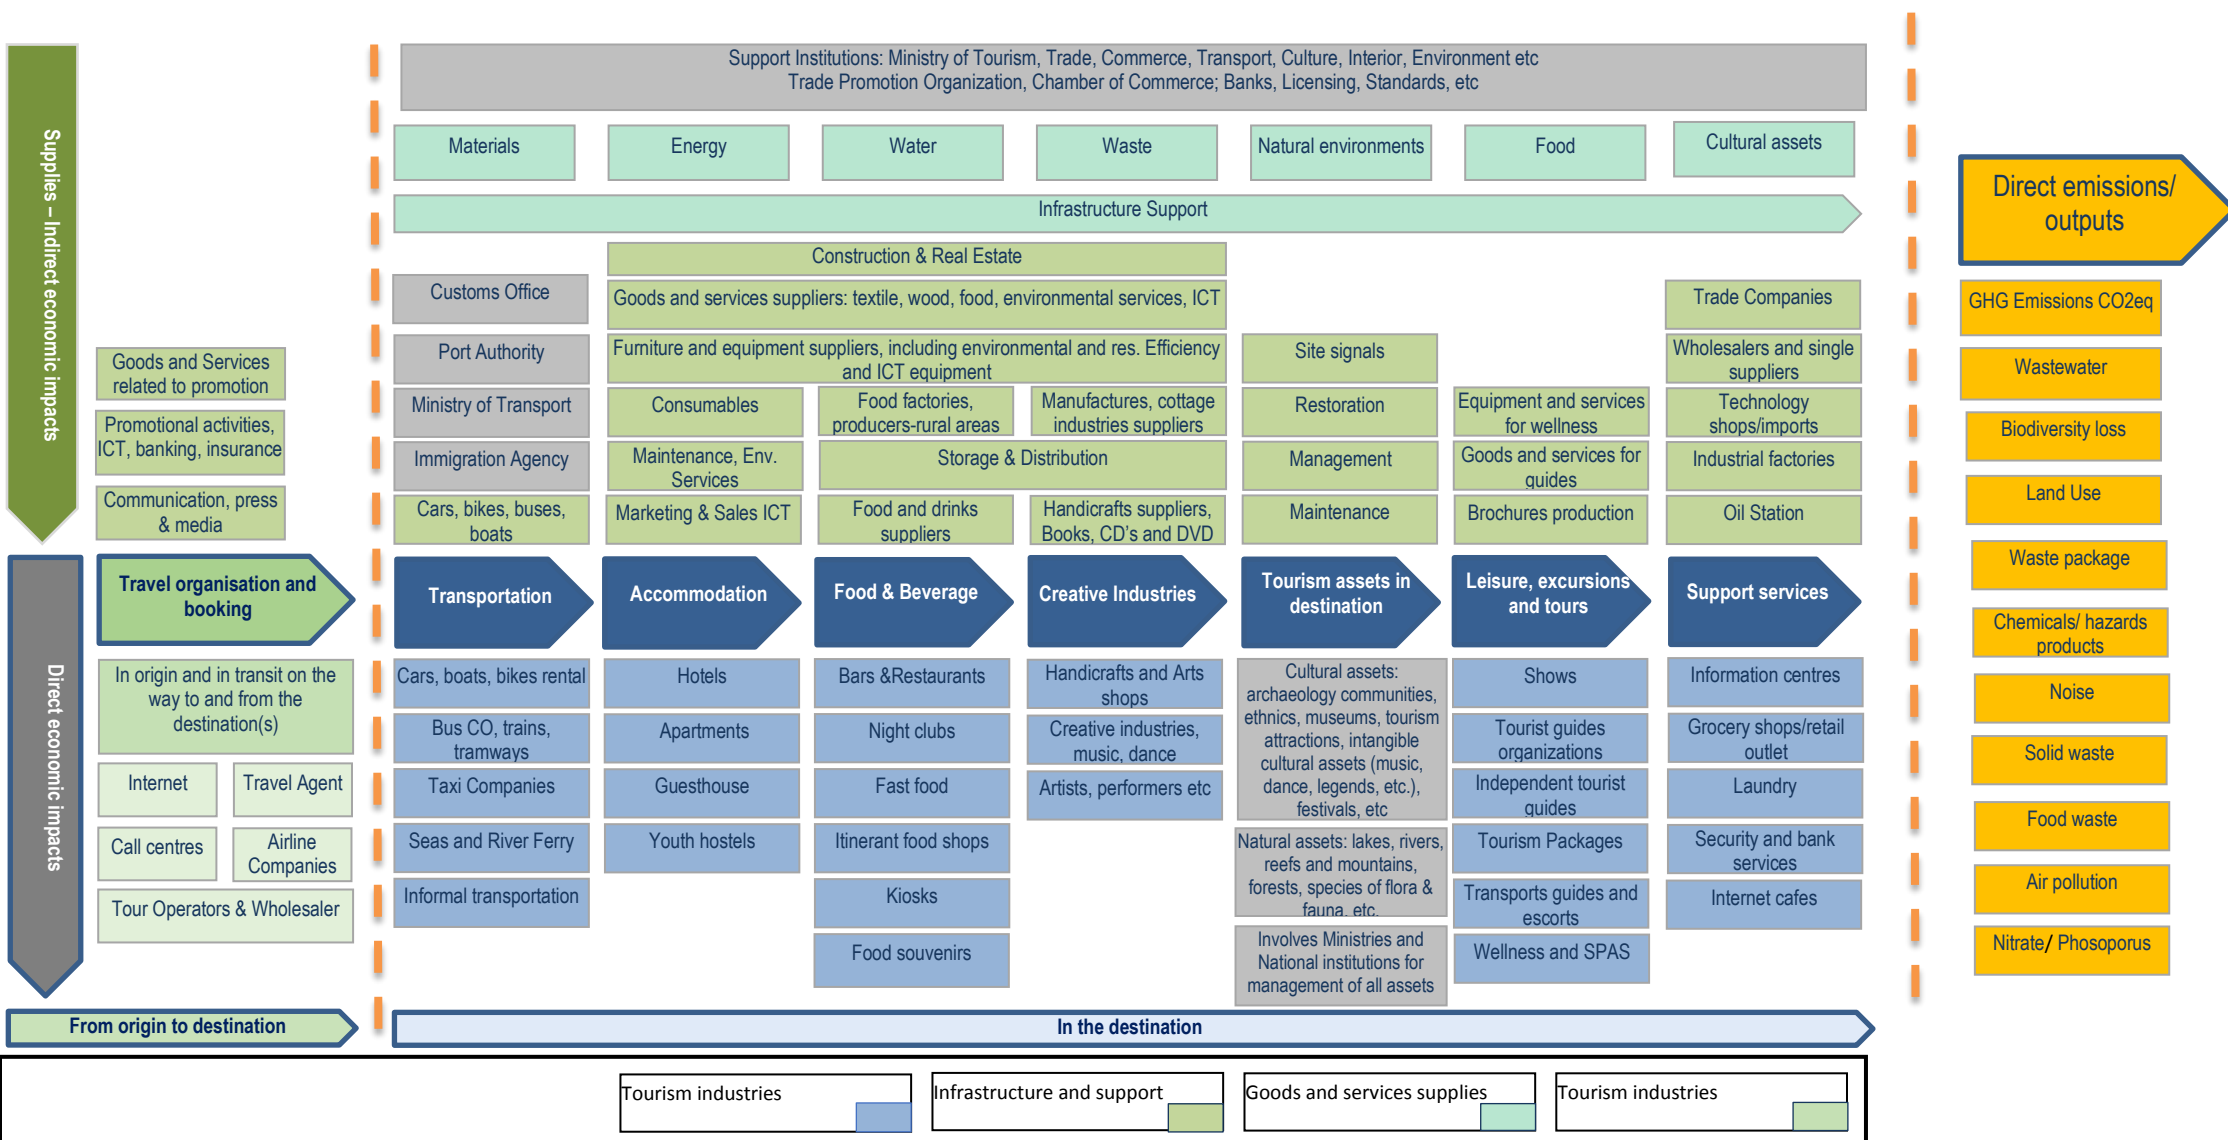 Support Institutions: Ministry of Tourism, Trade, Commerce, Transport, Culture, Interior, Environment etc
Trade Promotion Organization, Chamber of Commerce; Banks, Licensing, Standards, etc
Supplies – Indirect economic impacts
Materials
Energy
Water
Waste
Natural environments
Food
Cultural assets
Infrastructure Support
Construction & Real Estate
Customs Office
Goods and services suppliers: textile, wood, food, environmental services, ICT
Trade Companies
Goods and Services
related to promotion
Port Authority
Furniture and equipment suppliers, including environmental and res. Efficiency
and ICT equipment
Site signals
Wholesalers and single
suppliers
Promotional activities,
ICT, banking, insurance
Ministry of Transport
Consumables
Food factories,
producers-rural areas
Manufactures, cottage
industries suppliers
Restoration
Equipment and services
for wellness
Technology
shops/imports
Immigration Agency
Maintenance, Env.
Services
Storage & Distribution
Management
Goods and services for
guides
Industrial factories
Communication, press
& media
Cars, bikes, buses,
boats
Marketing & Sales ICT
Food and drinks
suppliers
Handicrafts suppliers,
Books, CD's and DVD
Maintenance
Brochures production
Oil Station
Direct economic impacts
Travel organisation and
booking
Transportation
Accommodation
Food & Beverage
Creative Industries
Tourism assets in
destination
Leisure, excursions
and tours
Support services
In origin and in transit on the
way to and from the
destination(s)
Internet
Travel Agent
Call centres
Airline
Companies
Tour Operators & Wholesaler
Cars, boats, bikes rental
Bus CO, trains,
tramways
Taxi Companies
Seas and River Ferry
Informal transportation
Hotels
Apartments
Guesthouse
Youth hostels
Bars &Restaurants
Night clubs
Fast food
Itinerant food shops
Kiosks
Food souvenirs
Handicrafts and Arts
shops
Creative industries,
music, dance
Artists, performers etc
Cultural assets:
archaeology communities,
ethnics, museums, tourism
attractions, intangible
cultural assets (music,
dance, legends, etc.),
festivals, etc
Natural assets: lakes, rivers,
reefs and mountains,
forests, species of flora &
fauna, etc.
Involves Ministries and
National institutions for
management of all assets
Shows
Tourist guides
organizations
Independent tourist
guides
Tourism Packages
Transports guides and
escorts
Wellness and SPAS
Information centres
Grocery shops/retail
outlet
Laundry
Security and bank
services
Internet cafes
Direct emissions/
outputs
GHG Emissions CO2eq
Wastewater
Biodiversity loss
Land Use
Waste package
Chemicals/ hazards
products
Noise
Solid waste
Food waste
Air pollution
Nitrate/ Phosoporus
From origin to destination
In the destination
Tourism industries
Infrastructure and support
Goods and services supplies
Tourism industries